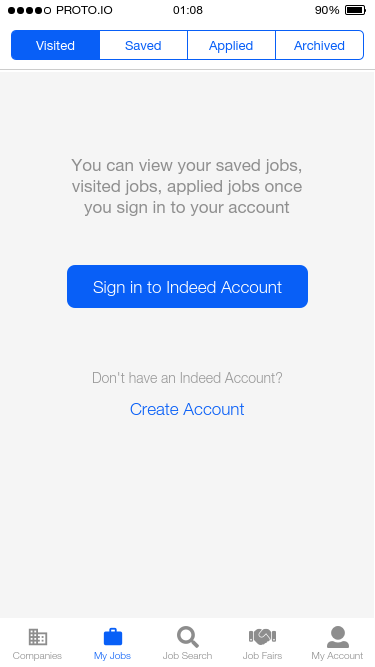 PROTO.IO 01:08 90%
Visited Saved Applied Archived
You can view your saved jobs,
visited jobs, applied jobs once
you sign in to your account
Sign in to Indeed Account
Don't have an Indeed Account?
Create Account
Companies My Jobs Job Search Job Fairs My Account